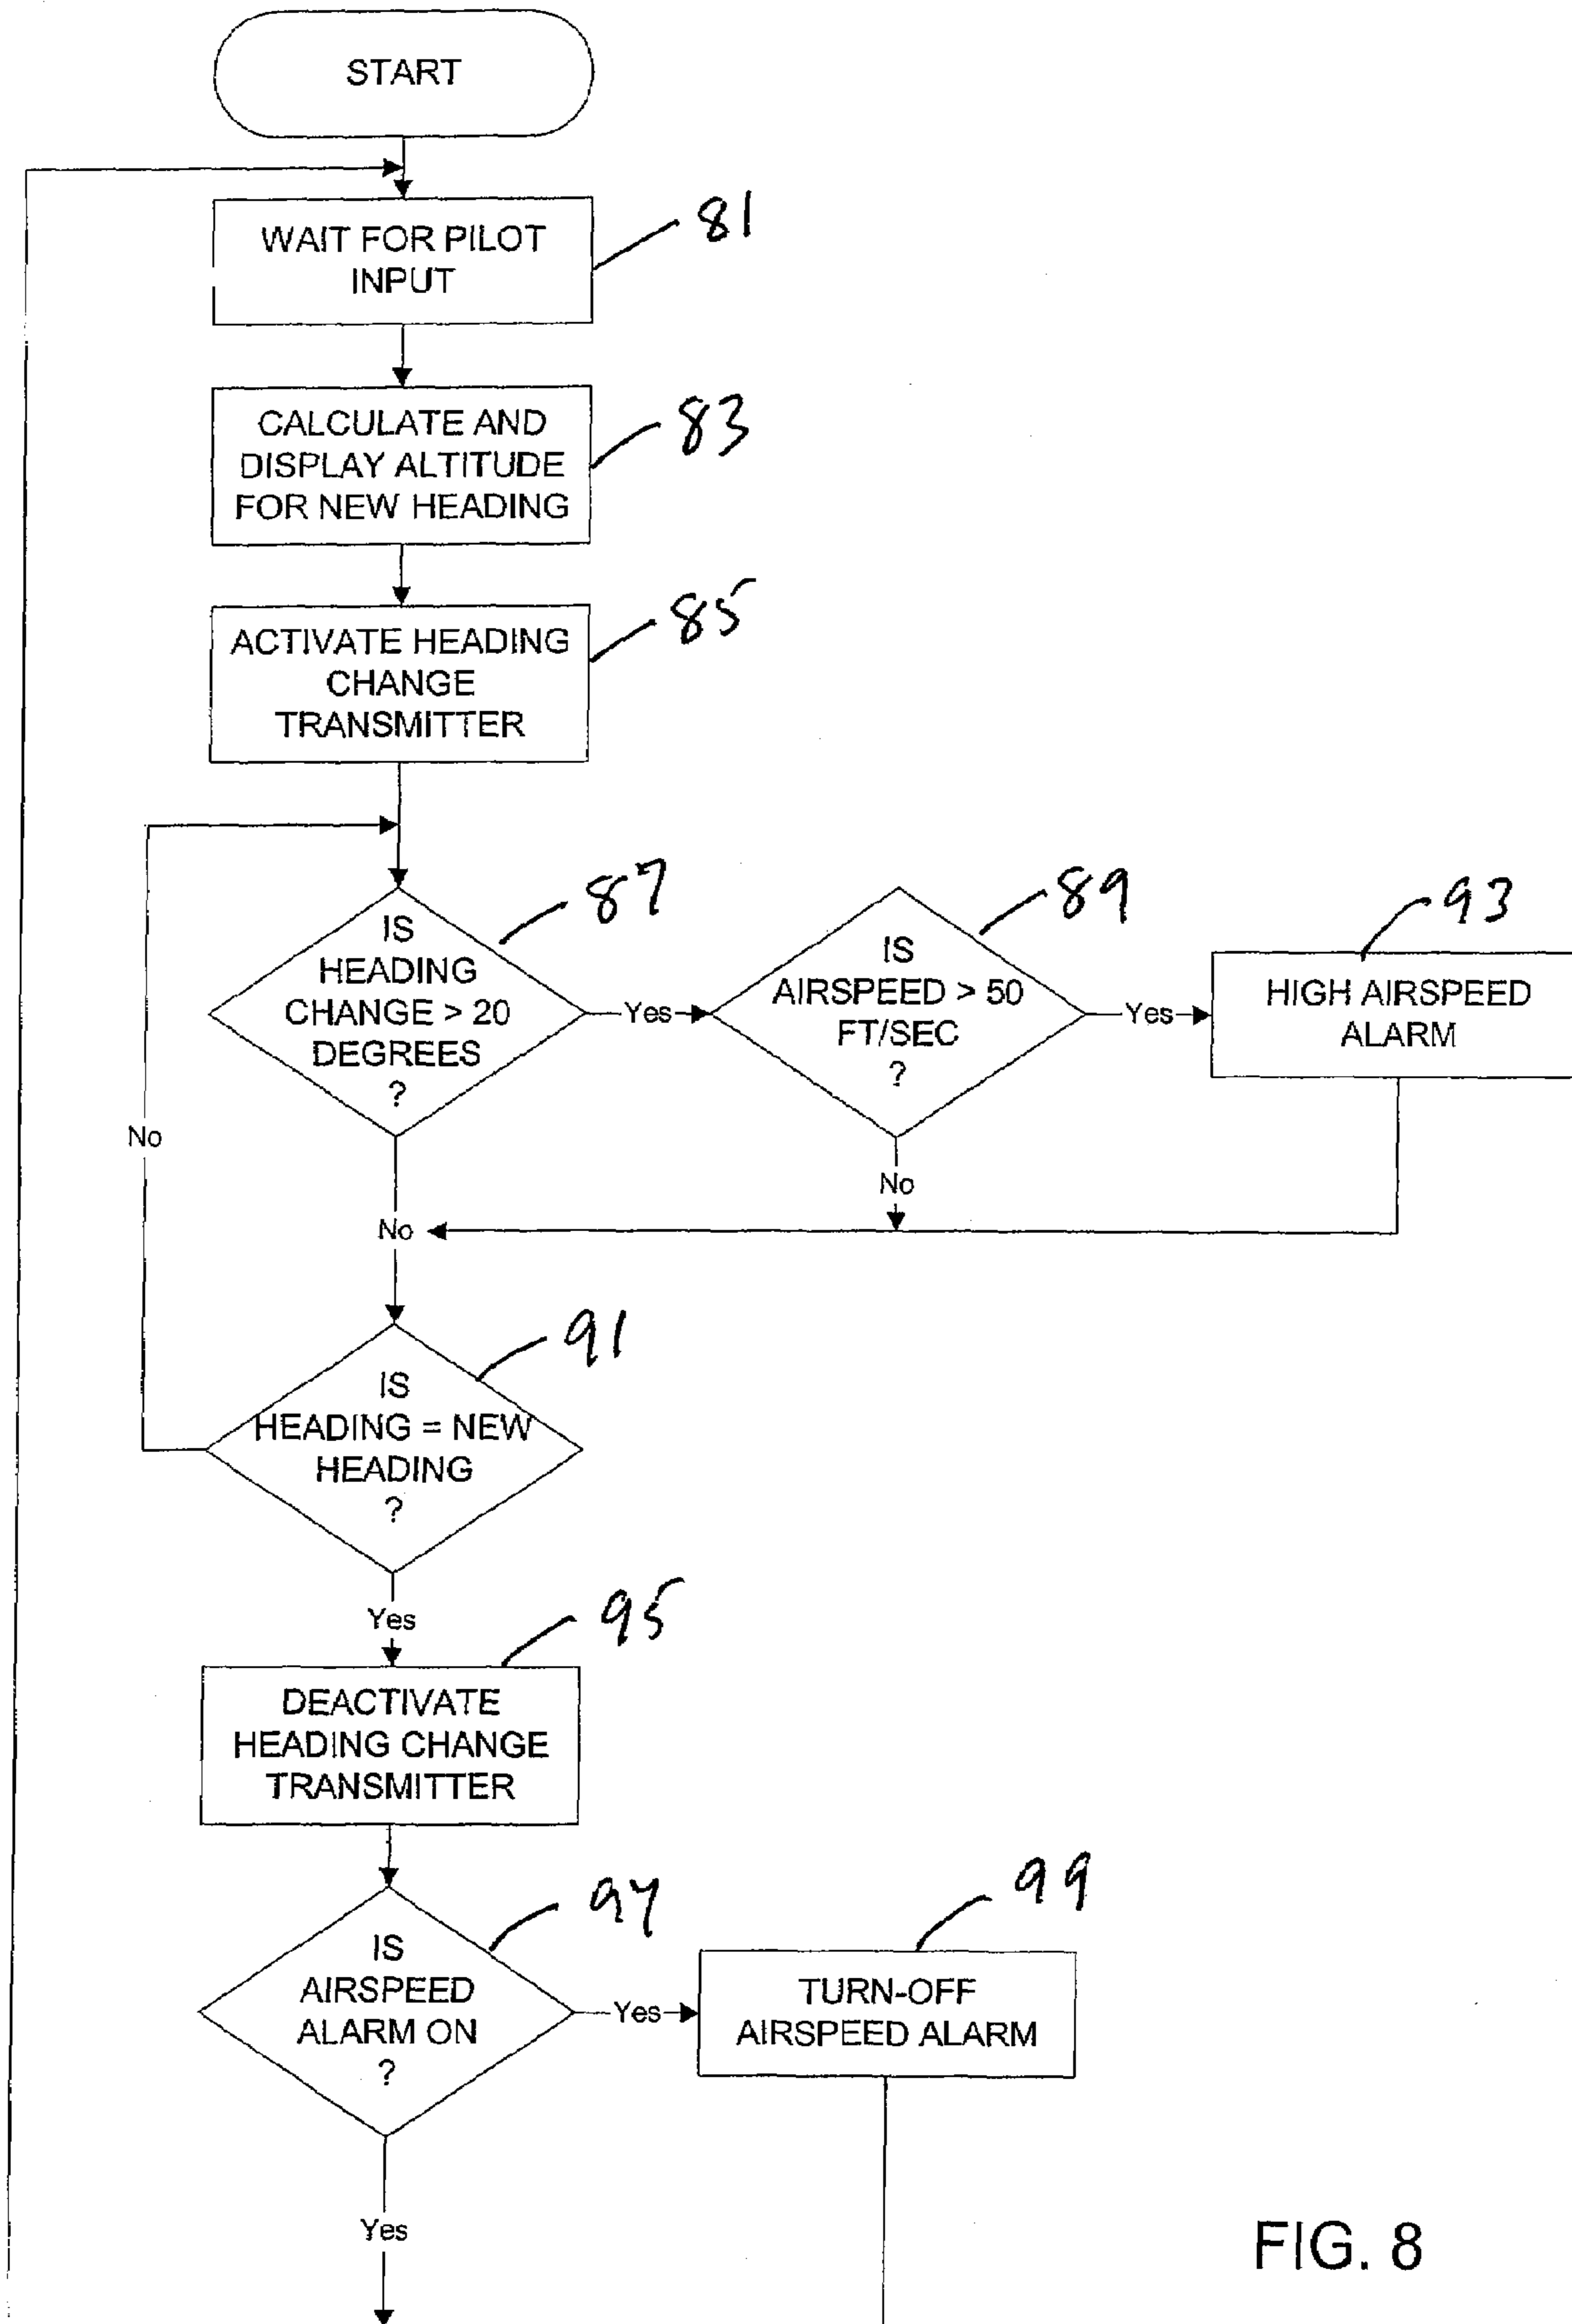 START
WAIT FOR PILOT
INPUT
81
CALCULATE AND
DISPLAY ALTITUDE
FOR NEW HEADING
83
ACTIVATE HEADING
CHANGE
TRANSMITTER
85
IS
HEADING
CHANGE > 20
DEGREES
?
87
Yes
IS
AIRSPEED > 50
FT/SEC
?
89
Yes
HIGH AIRSPEED
ALARM
93
No
No
No
IS
HEADING = NEW
HEADING
?
91
Yes
DEACTIVATE
HEADING CHANGE
TRANSMITTER
95
IS
AIRSPEED
ALARM ON
?
97
Yes
TURN-OFF
AIRSPEED ALARM
99
Yes
FIG. 8